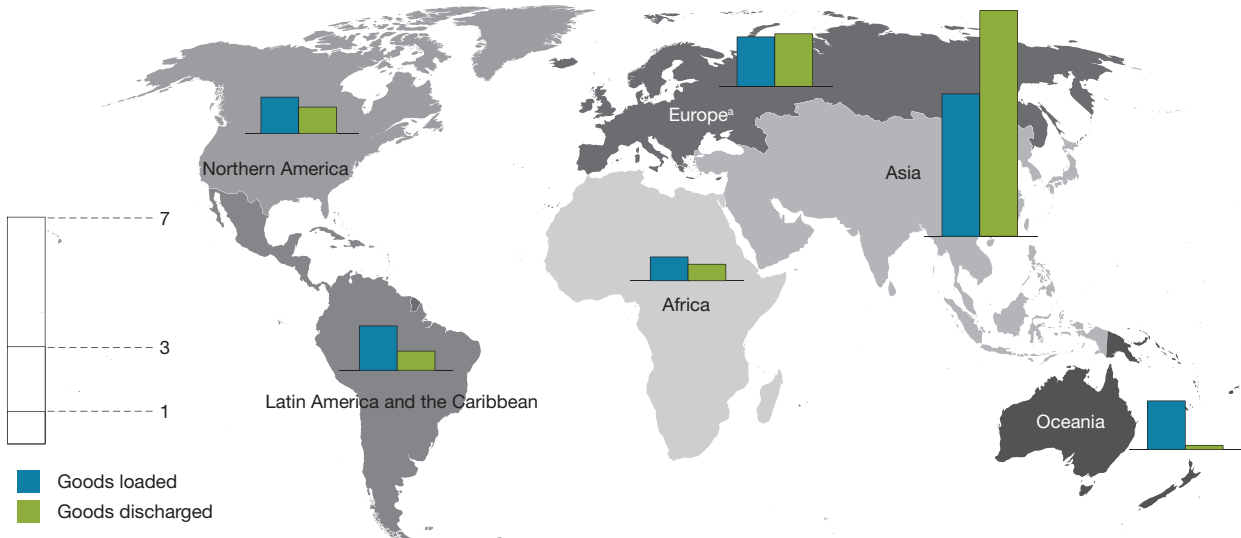 Europeᵃ
Northern America
Asia
7
Africa
3
Latin America and the Caribbean
1
Oceania
Goods loaded
Goods discharged